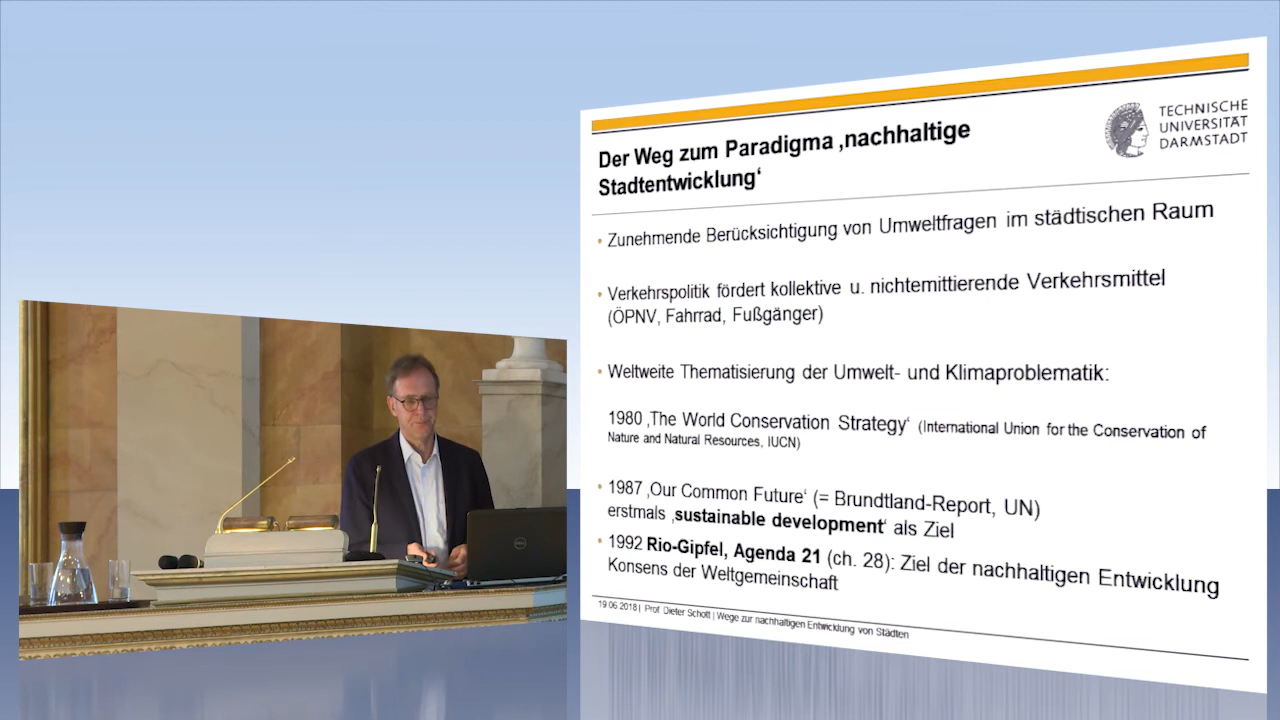 TECHNISCHE
UNIVERSITÄT
DARMSTADT
Der Weg zum Paradigma ‚nachhaltige
Stadtentwicklung‘
• Zunehmende Berücksichtigung von Umweltfragen im städtischen Raum
• Verkehrspolitik fördert kollektive u. nichtemittierende Verkehrsmittel
(ÖPNV, Fahrrad, Fußgänger)
• Weltweite Thematisierung der Umwelt- und Klimaproblematik:
1980 ‚The World Conservation Strategy‘ (International Union for the Conservation of
Nature and Natural Resources, IUCN)
• 1987 ‚Our Common Future‘ (= Brundtland-Report, UN)
erstmals ‚sustainable development‘ als Ziel
• 1992 Rio-Gipfel, Agenda 21 (ch. 28): Ziel der nachhaltigen Entwicklung
Konsens der Weltgemeinschaft
19.06.2018 | Prof. Dieter Schott | Wege zur nachhaltigen Entwicklung von Städten
DELL